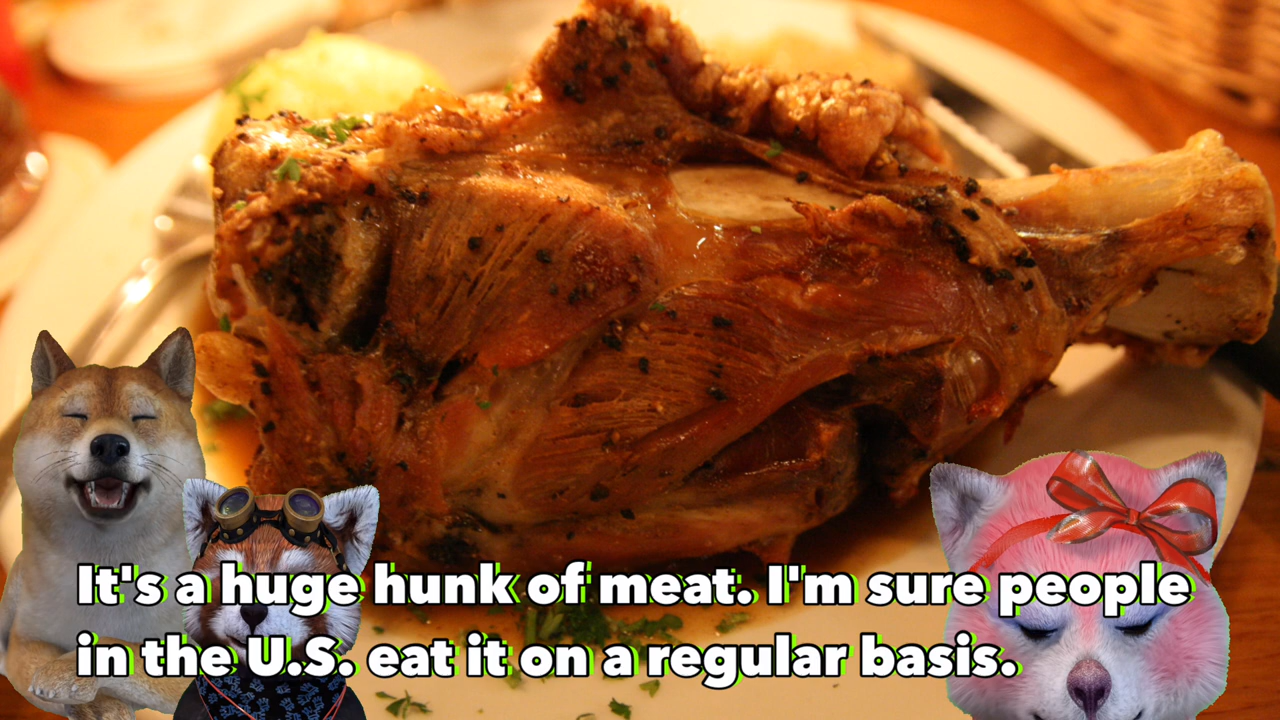 It's a huge hunk of meat. I'm sure people
in the U.S. eat it on a regular basis.